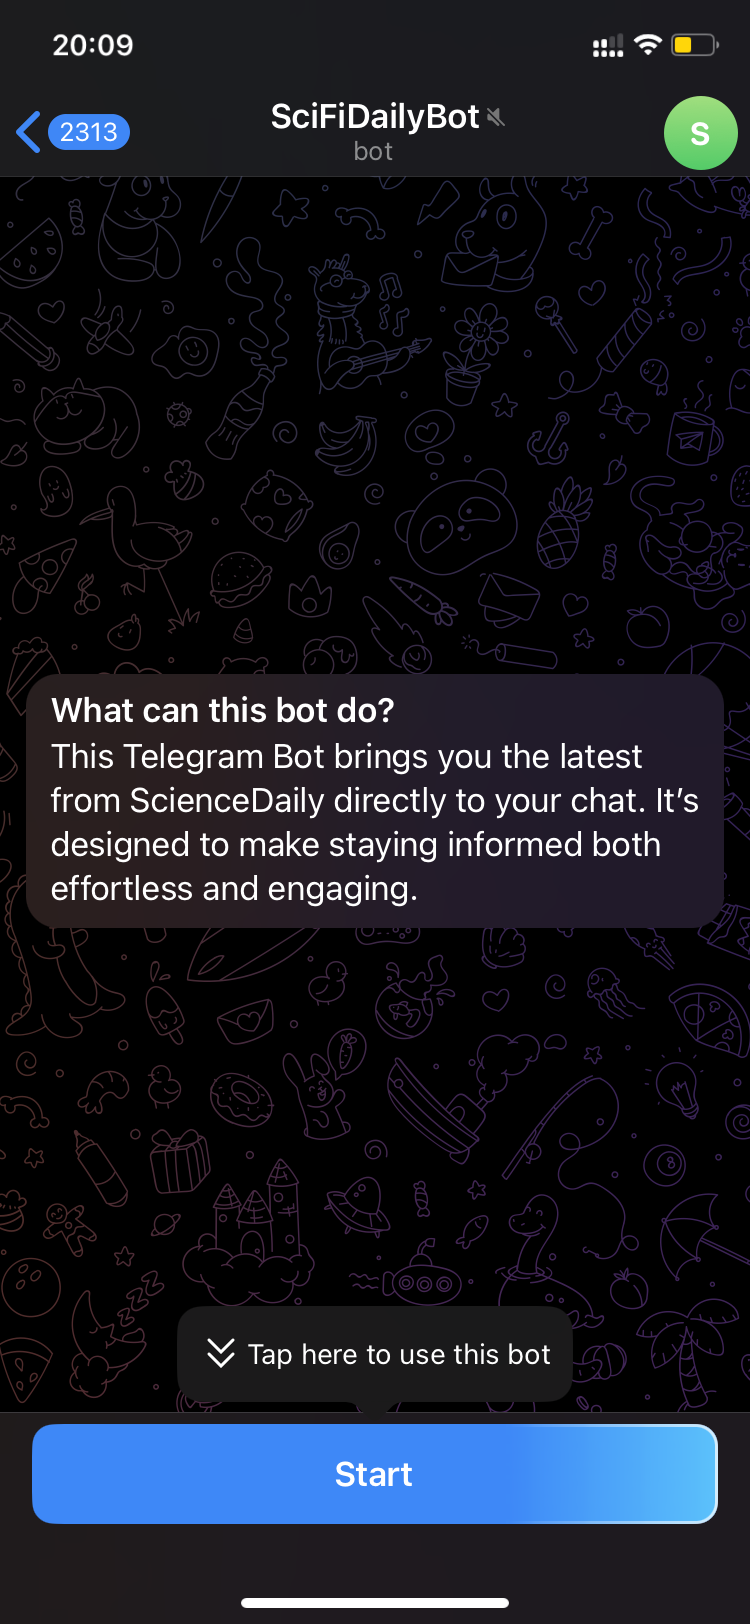 20:09
2313
SciFiDailyBot
bot
S
What can this bot do?
This Telegram Bot brings you the latest
from ScienceDaily directly to your chat. It’s
designed to make staying informed both
effortless and engaging.
Tap here to use this bot
Start